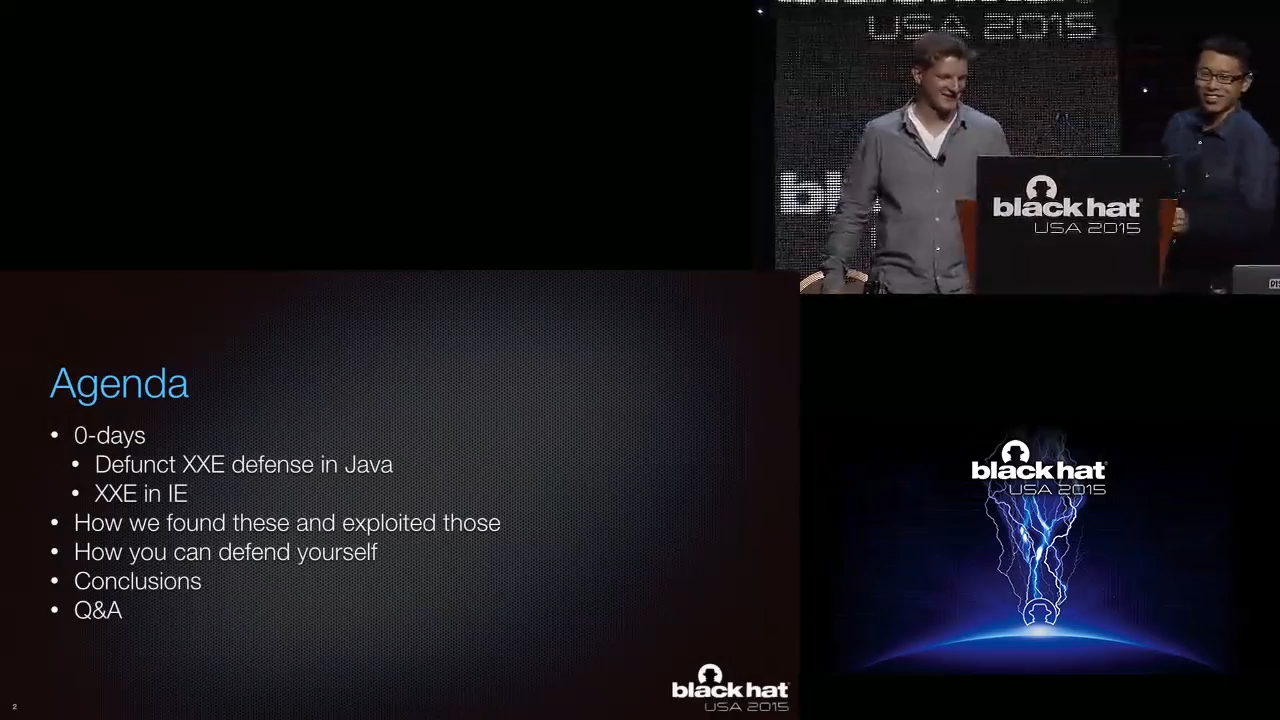 USA 2015
black hat
USA 2015
Agenda
• 0-days
• Defunct XXE defense in Java
• XXE in IE
• How we found these and exploited those
• How you can defend yourself
• Conclusions
• Q&A
2
black hat
USA 2015
black hat
USA 2015